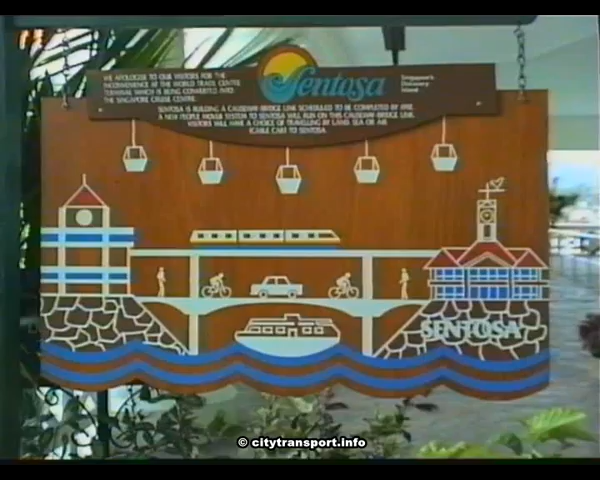 WE APOLOGISE TO OUR VISITORS FOR THE
INCONVENIENCE AT THE WORLD TRADE CENTRE
TERMINAL WHICH IS BEING CONVERTED INTO
THE SINGAPORE CRUISE CENTRE.
Sentosa
Singapore's
Discovery
Island
SENTOSA IS BUILDING A CAUSEWAY-BRIDGE LINK SCHEDULED TO BE COMPLETED BY
A NEW PEOPLE MOVER SYSTEM TO SENTOSA WILL RUN ON THIS CAUSEWAY-BRIDGE LINK.
VISITORS WILL HAVE A CHOICE OF TRAVELLING BY LAND, SEA OR AIR
(CABLE CAR) TO SENTOSA.
SENTOSA
© citytransport.info